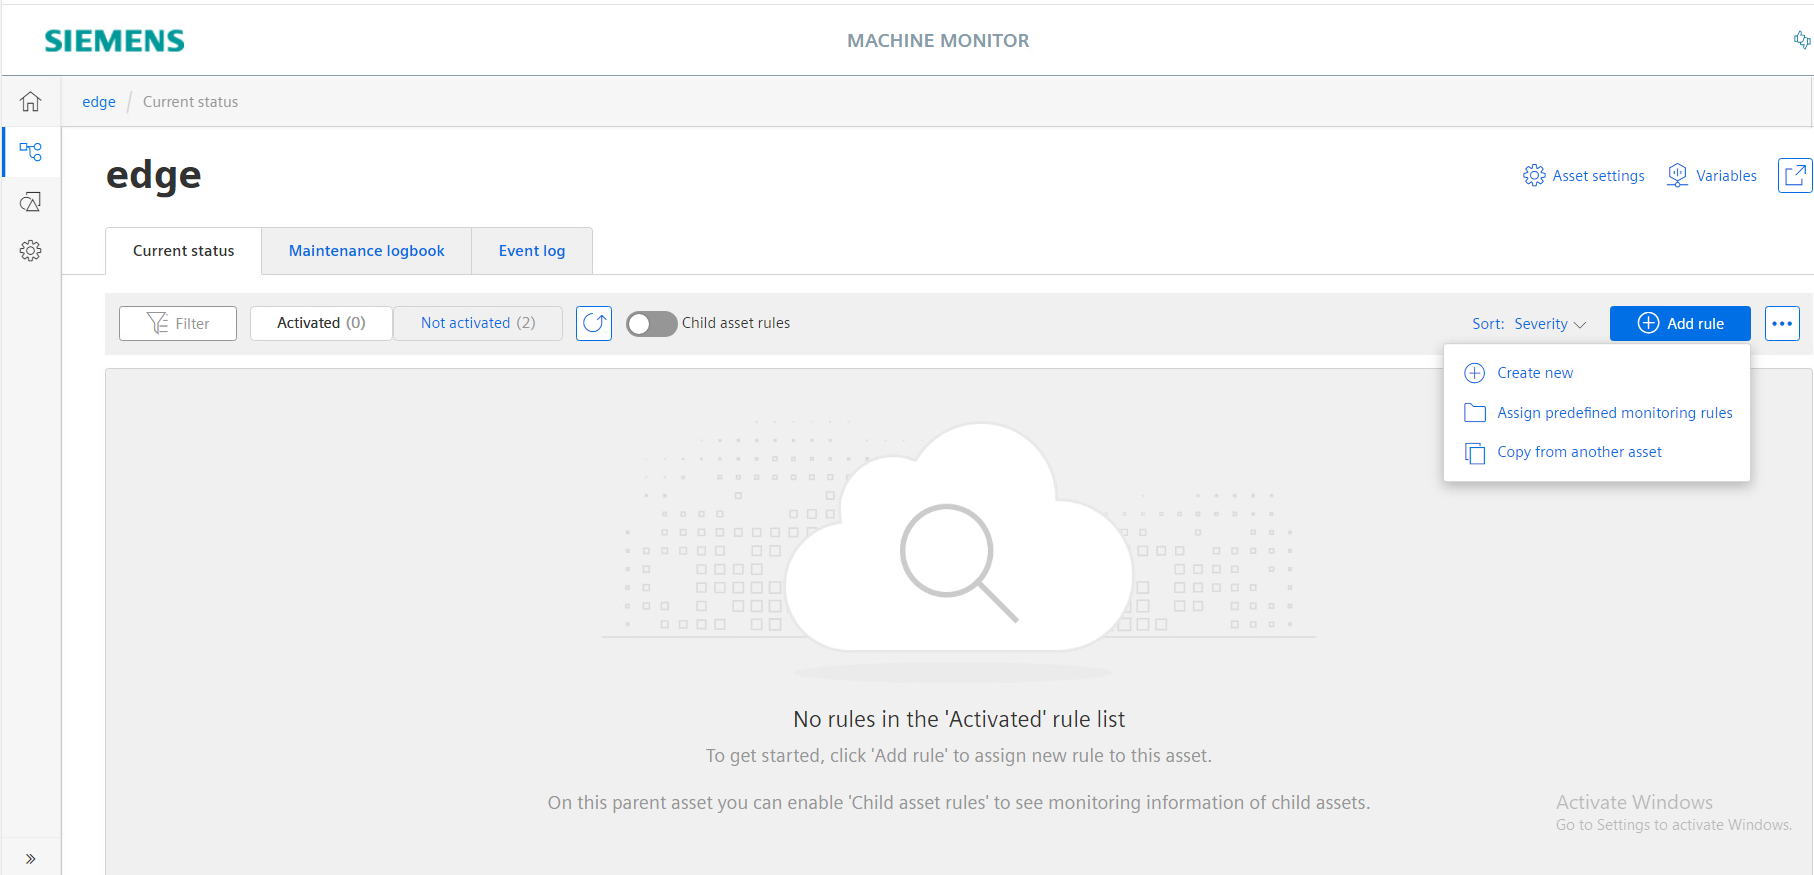 SIEMENS
MACHINE MONITOR
edge / Current status
edge
Asset settings
Variables
Current status
Maintenance logbook
Event log
Filter
Activated (0)
Not activated (2)
Child asset rules
Sort: Severity
Add rule
Create new
Assign predefined monitoring rules
Copy from another asset
No rules in the 'Activated' rule list
To get started, click 'Add rule' to assign new rule to this asset.
On this parent asset you can enable 'Child asset rules' to see monitoring information of child assets.
Activate Windows
Go to Settings to activate Windows.